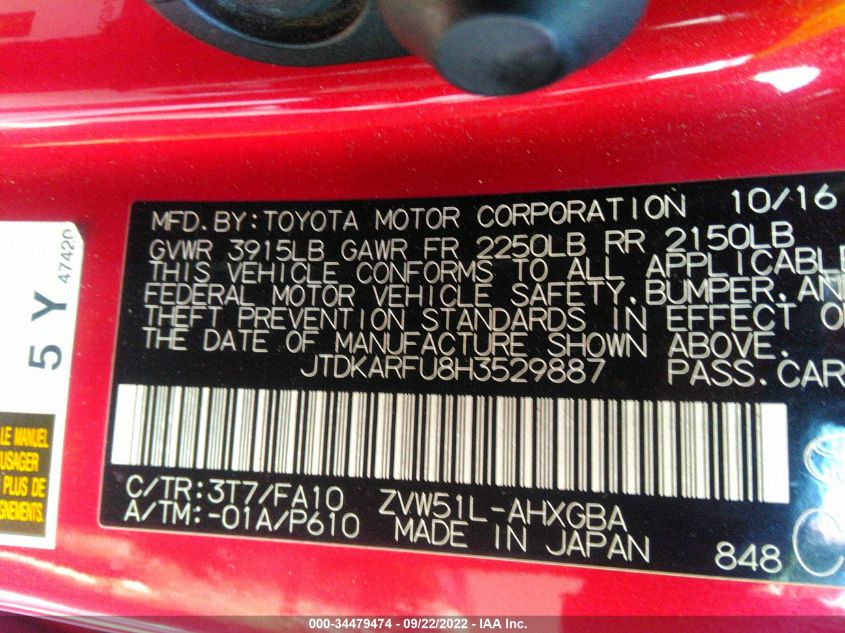 MFD.BY:TOYOTA MOTOR CORPORATION 10/16
GVWR 3915LB GAWR FR 2250LB RR 2150LB
THIS VEHICLE CONFORMS TO ALL APPLICABLE
FEDERAL MOTOR VEHICLE SAFETY,BUMPER,AND
THEFT PREVENTION STANDARDS IN EFFECT O
THE DATE OF MANUFACTURE SHOWN ABOVE.
JTDKARFU8H3529887 PASS.CAR
C/TR:3T7/FA10 ZVW51L-AHXGBA
A/TM:-01A/P610 MADE IN JAPAN 848
5 Y 47420
LE MANUEL
USAGER
PLUS DE
GNEMENTS.
000-34479474 - 09/22/2022 - IAA Inc.